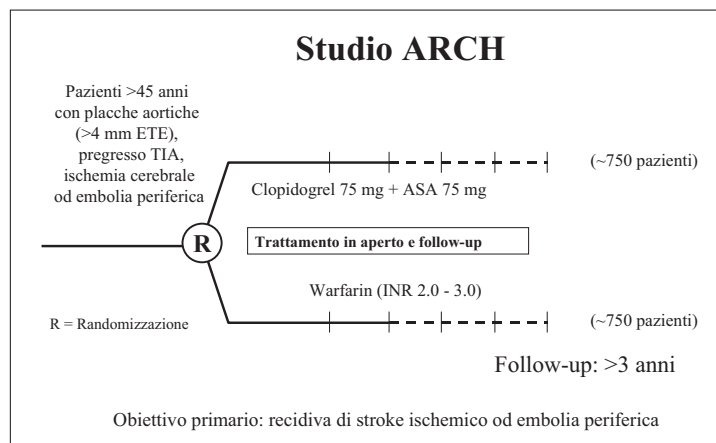 Studio ARCH
Pazienti >45 anni
con placche aortiche
(>4 mm ETE),
pregresso TIA,
ischemia cerebrale
od embolia periferica
(~750 pazienti)
Clopidogrel 75 mg + ASA 75 mg
R
Trattamento in aperto e follow-up
Warfarin (INR 2.0 - 3.0)
R = Randomizzazione
(~750 pazienti)
Follow-up: >3 anni
Obiettivo primario: recidiva di stroke ischemico od embolia periferica